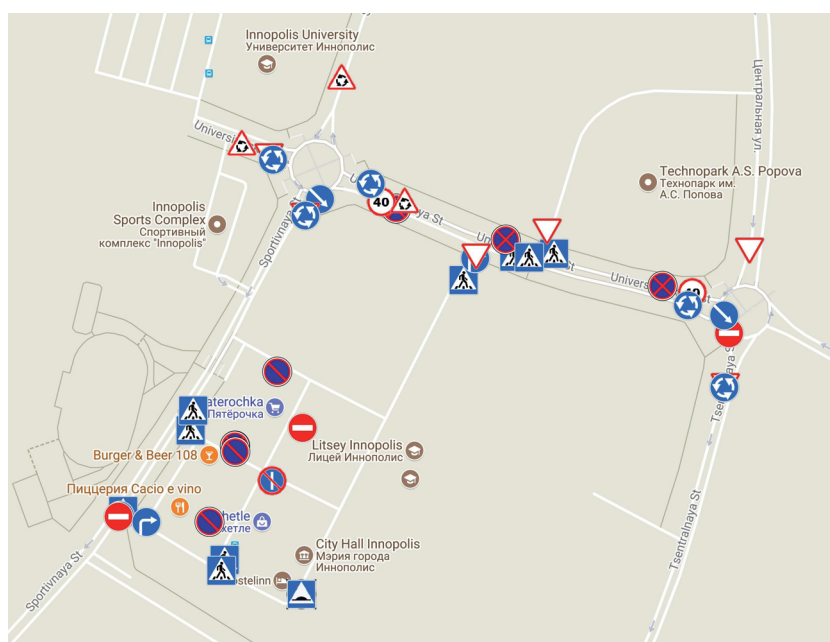 Innopolis University
Университет Иннополис
Центральная ул.
Technopark A.S. Popova
Технопарк им.
А.С. Попова
Innopolis
Sports Complex
Спортивный
комплекс "Innopolis"
Sportivnaya St
40
St
Tsentralnaya St
Пятёрочка
Burger & Beer 108
Litsey Innopolis
Лицей Иннополис
Пиццерия Cacio e vino
City Hall Innopolis
Мэрия города
Иннополис
Sportivnaya St.